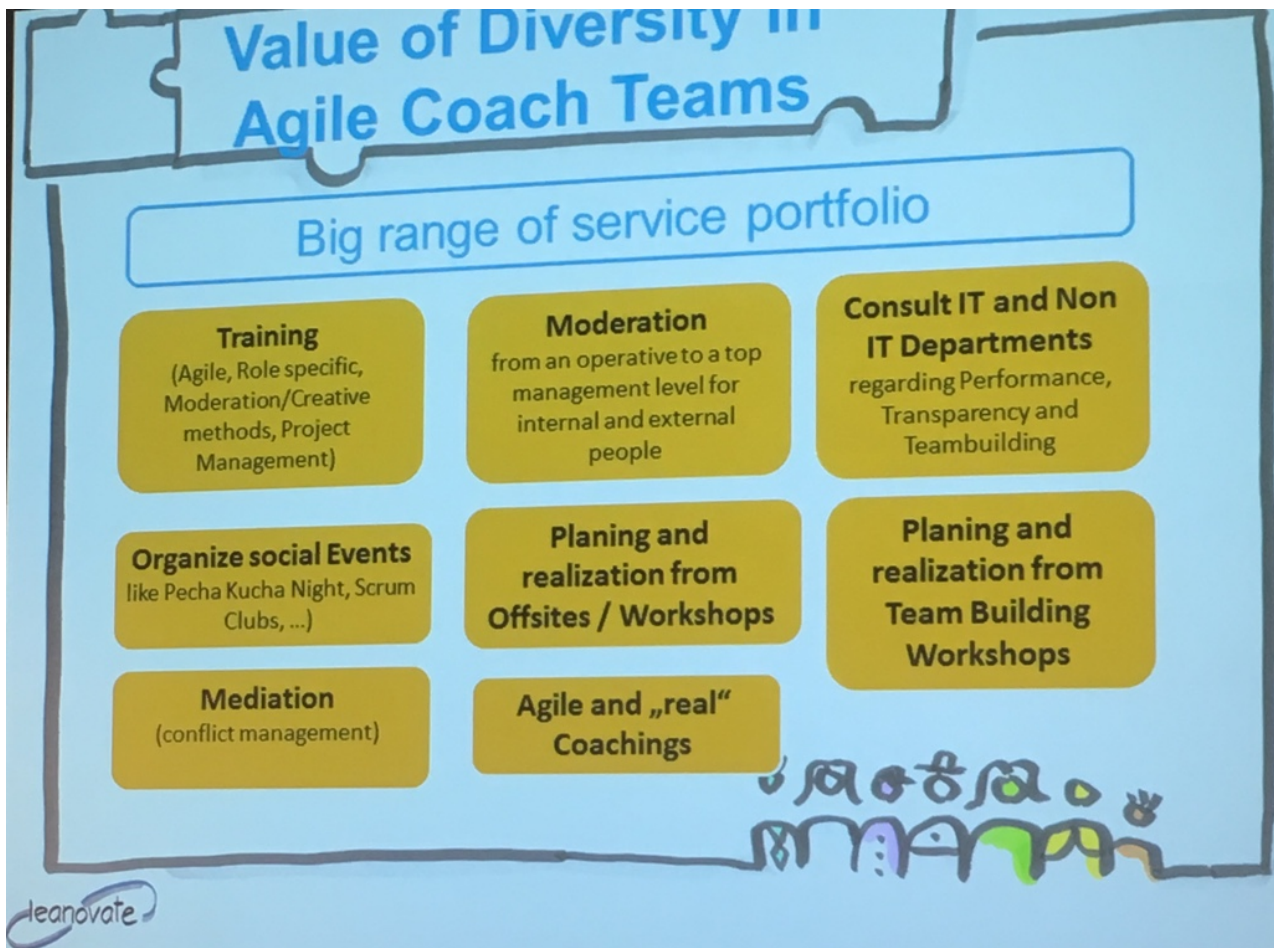 Value of Diversity in
Agile Coach Teams
Big range of service portfolio
Training
(Agile, Role specific,
Moderation/Creative
methods, Project
Management)
Moderation
from an operative to a top
management level for
internal and external
people
Consult IT and Non
IT Departments
regarding Performance,
Transparency and
Teambuilding
Organize social Events
like Pecha Kucha Night, Scrum
Clubs, ...)
Planing and
realization from
Offsites / Workshops
Planing and
realization from
Team Building
Workshops
Mediation
(conflict management)
Agile and „real“
Coachings
leanovate